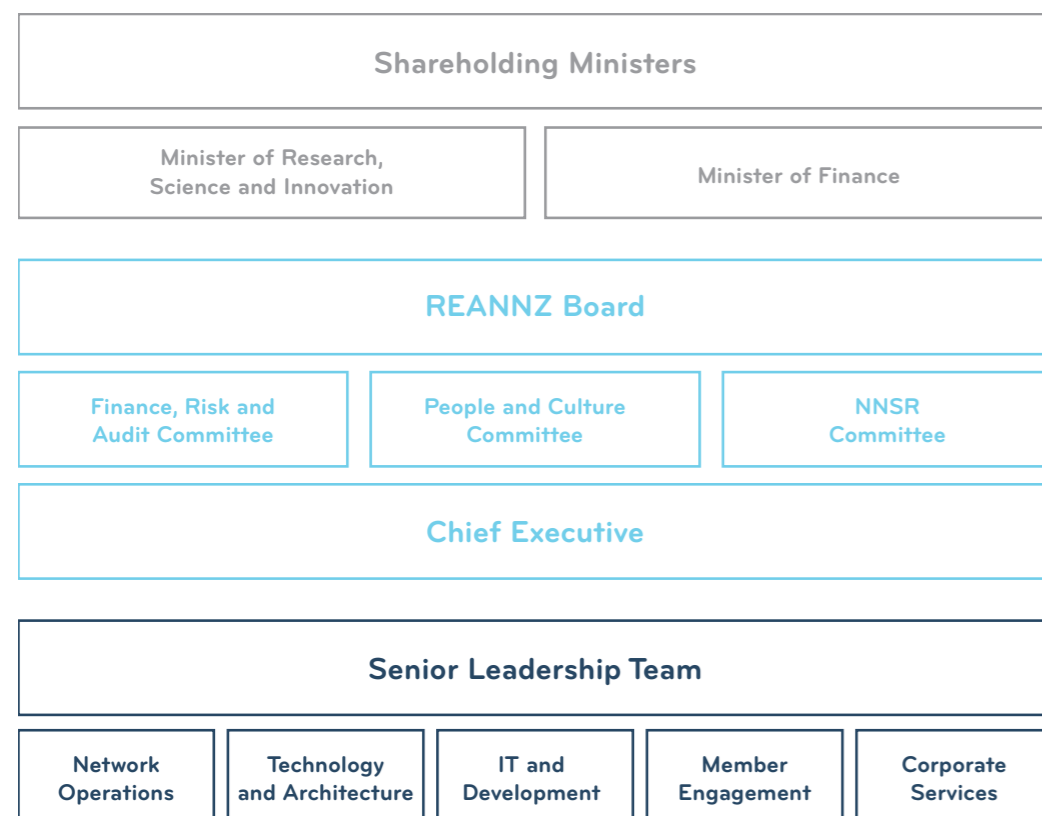 Shareholding Ministers
Minister of Research,
Science and Innovation
Minister of Finance
REANNZ Board
Finance, Risk and
Audit Committee
People and Culture
Committee
NNSR
Committee
Chief Executive
Senior Leadership Team
Network
Operations
Technology
and Architecture
IT and
Development
Member
Engagement
Corporate
Services